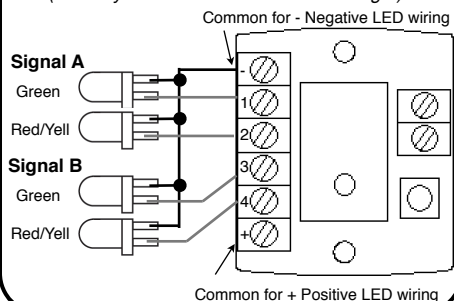 Common for - Negative LED wiring
Signal A
Green
Red/Yell
Signal B
Green
Red/Yell
-
1
2
3
4
+
Common for + Positive LED wiring